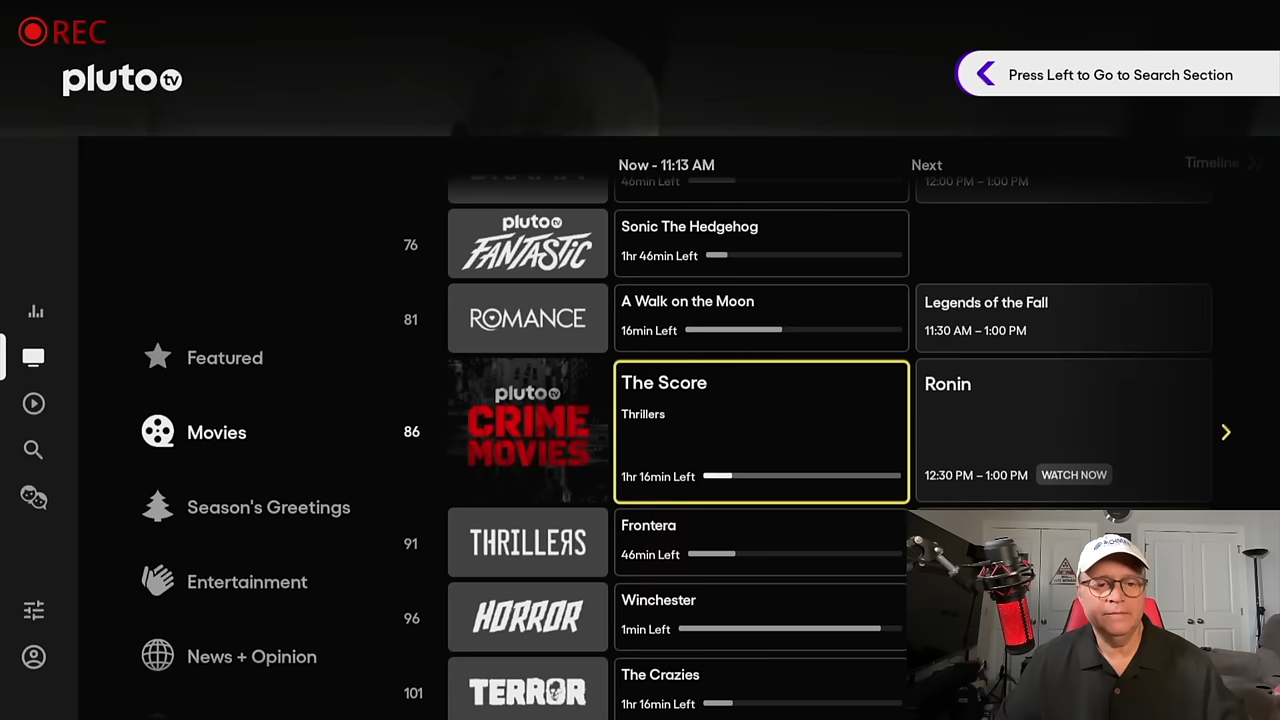 REC
pluto tv
Press Left to Go to Search Section
Now - 11:13 AM
Next
Timeline
46min Left
12:00 PM – 1:00 PM
76
pluto tv
FANTASTIC
Sonic The Hedgehog
1hr 46min Left
81
ROMANCE
A Walk on the Moon
16min Left
Legends of the Fall
11:30 AM – 1:00 PM
Featured
Movies
86
pluto tv
CRIME
MOVIES
The Score
Thrillers
1hr 16min Left
Ronin
12:30 PM – 1:00 PM
WATCH NOW
Season's Greetings
91
THRILLERS
Frontera
46min Left
Entertainment
96
HORROR
Winchester
1min Left
News + Opinion
101
TERROR
The Crazies
1hr 16min Left